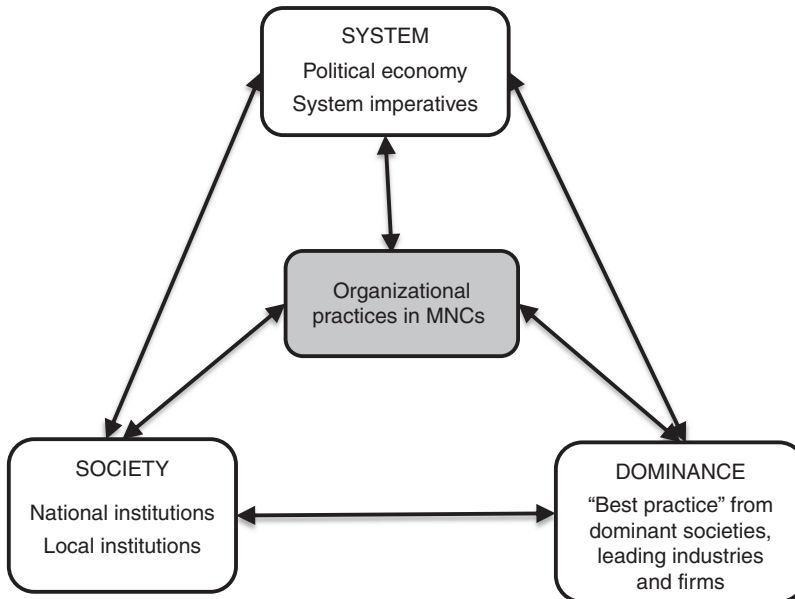 SYSTEM
Political economy
System imperatives
Organizational
practices in MNCs
SOCIETY
National institutions
Local institutions
DOMINANCE
“Best practice” from
dominant societies,
leading industries
and firms